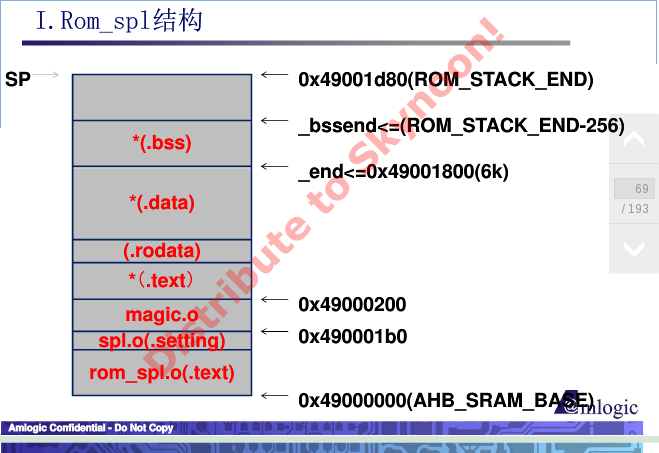 I.Rom_spl结构
SP
0x49001d80(ROM_STACK_END)
_bssend<=(ROM_STACK_END-256)
*(.bss)
_end<=0x49001800(6k)
*(.data)
69
/ 193
(.rodata)
*（.text）
0x49000200
magic.o
0x490001b0
spl.o(.setting)
rom_spl.o(.text)
0x49000000(AHB_SRAM_BASE)
Amlogic
Distribute to Skynoon!
Amlogic Confidential - Do Not Copy